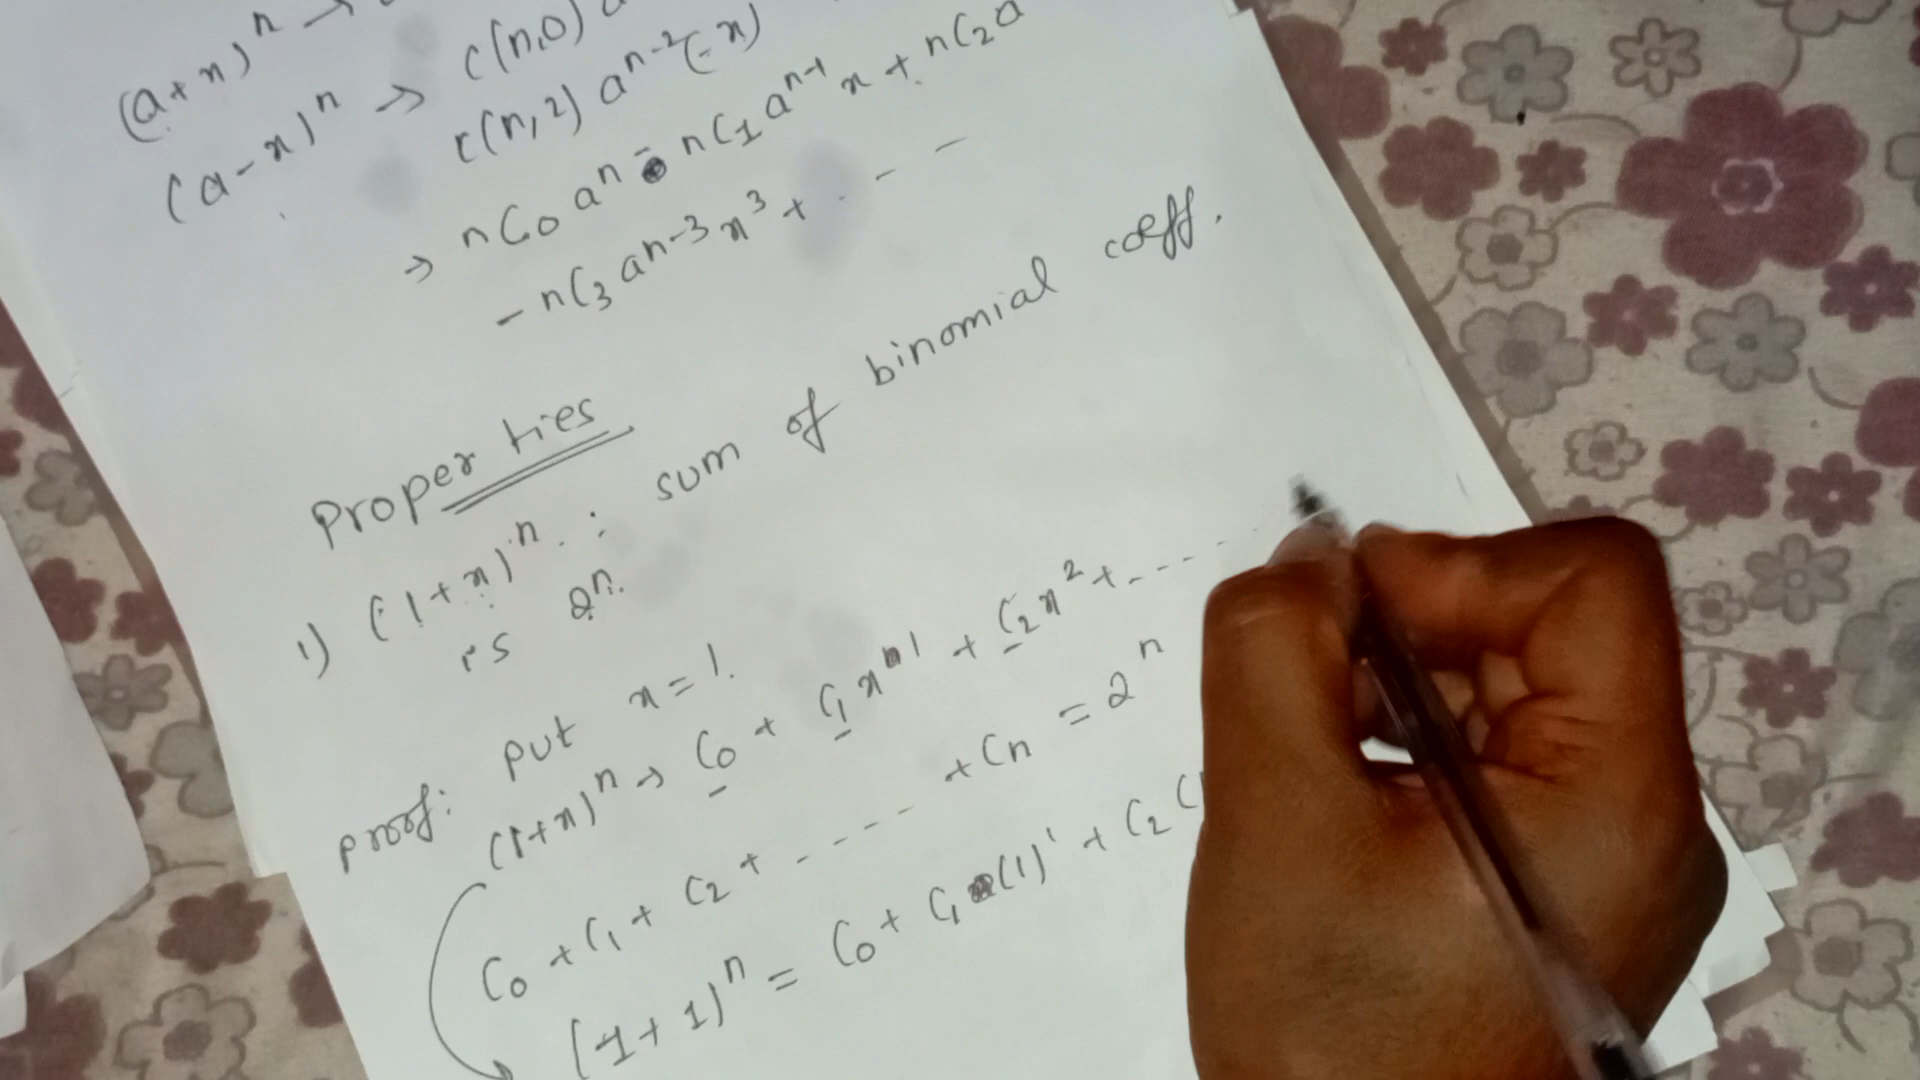 (a+x)^n →
(a-x)^n → c(n,0)
c(n,2) a^n-2 (-x)
→ nC0 a^n - nC1 a^n-1 x + nC2 a
- nC3 an-3 x^3 + - - -
Properties
1) (1+x)^n : sum of binomial coeff.
is 2^n.
proof: put x=1.
(1+x)^n → C0 + C1 x^1 + C2 x^2 + - - - -
C0 + C1 + C2 + - - - - + Cn = 2^n
(1+1)^n = C0 + C1 (1)^1 + C2 (